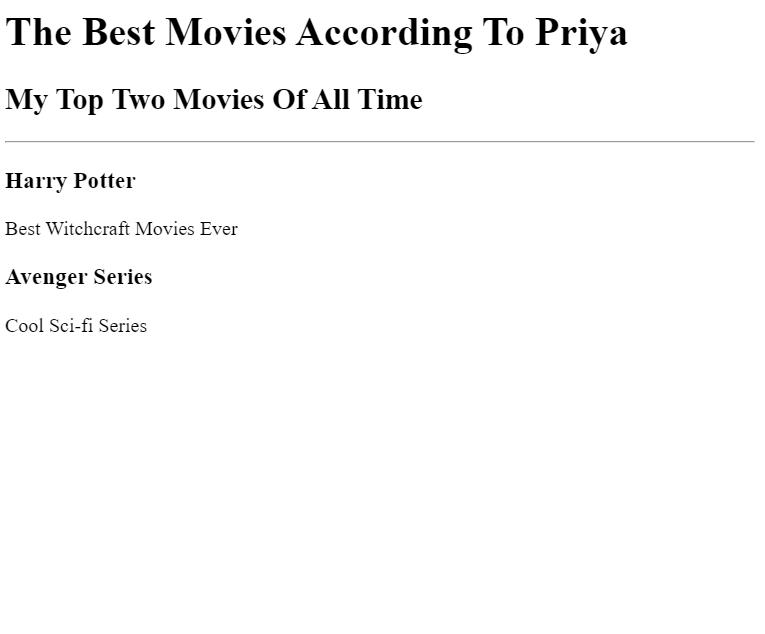 The Best Movies According To Priya
My Top Two Movies Of All Time
Harry Potter
Best Witchcraft Movies Ever
Avenger Series
Cool Sci-fi Series